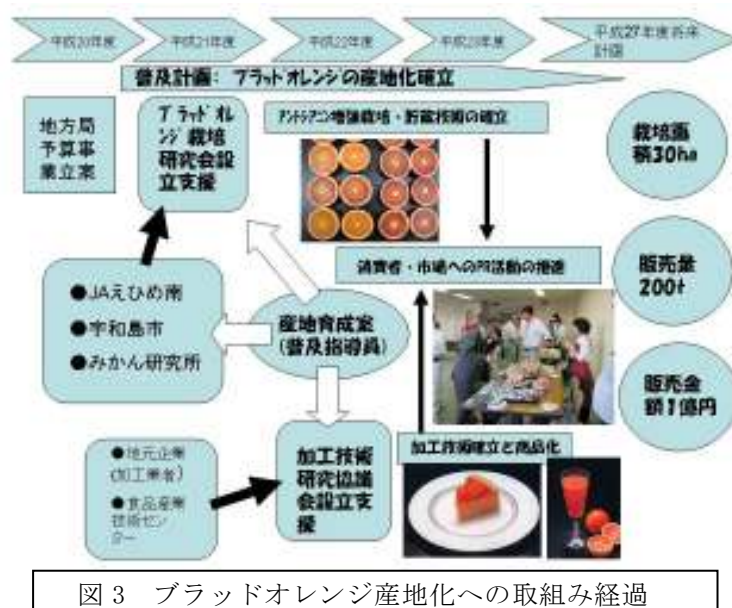 平成20年度
平成21年度
平成22年度
平成23年度
平成27年度将来
計画
普及計画: ブラッドオレンジの産地化確立
地方局
予算事
業立案
ブラッドオレ
ンジ栽培
研究会設
立支援
アントシアニン増強栽培・貯蔵技術の確立
栽培面
積30ha
消費者・市場へのPR活動の推進
販売量
200t
●JAえひめ南
●宇和島市
●みかん研究所
産地育成室
(普及指導員)
販売金
額1億円
●地元企業
(加工業者)
●食品産業
技術セン
ター
加工技術
研究協議
会設立支
援
加工技術確立と商品化
図3 ブラッドオレンジ産地化への取組み経過